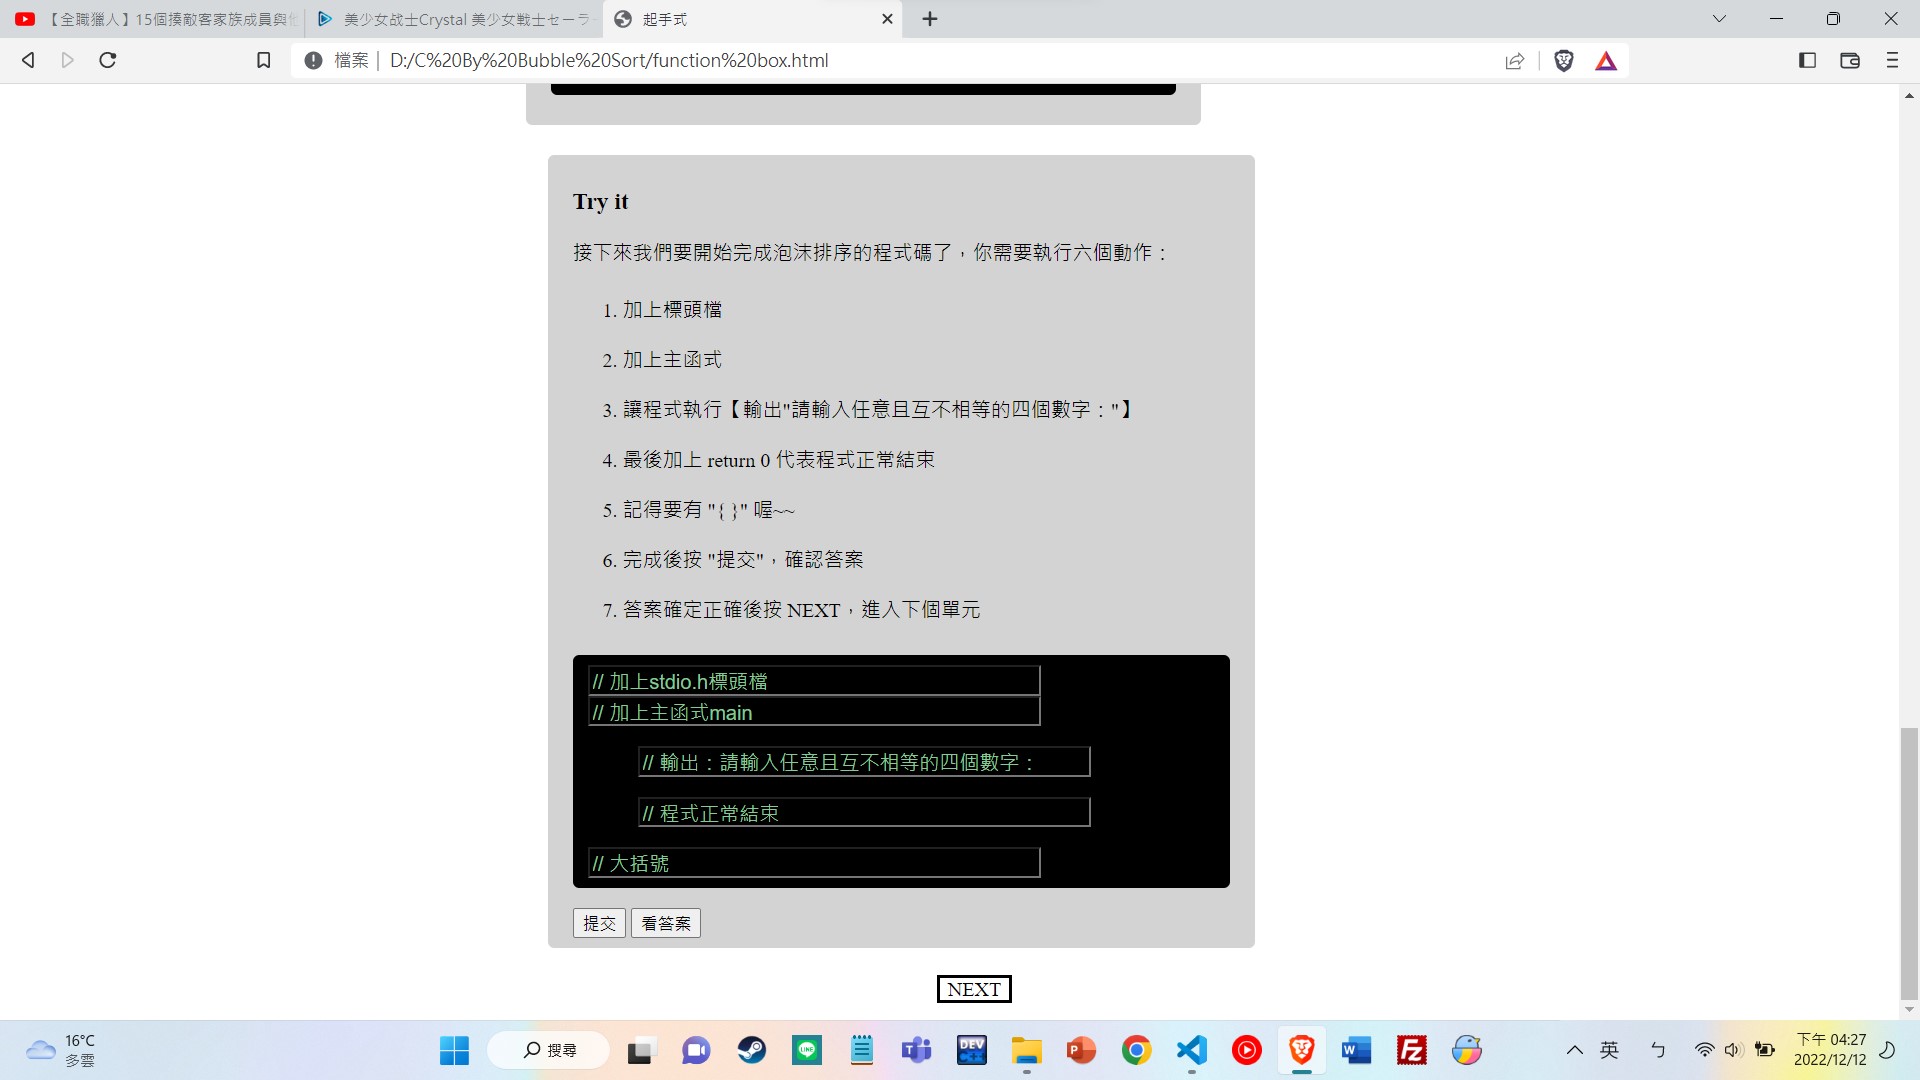 【全職獵人】15個揍敵客家族成員與他
美少女战士Crystal 美少女戦士セーラー
起手式
檔案
D:/C%20By%20Bubble%20Sort/function%20box.html
Try it
接下來我們要開始完成泡沫排序的程式碼了，你需要執行六個動作：
1. 加上標頭檔
2. 加上主函式
3. 讓程式執行【輸出"請輸入任意且互不相等的四個數字："】
4. 最後加上 return 0 代表程式正常結束
5. 記得要有 "{ }" 喔~~
6. 完成後按 "提交"，確認答案
7. 答案確定正確後按 NEXT，進入下個單元
// 加上stdio.h標頭檔
// 加上主函式main
// 輸出：請輸入任意且互不相等的四個數字：
// 程式正常結束
// 大括號
提交 看答案
NEXT
16°C
多雲
搜尋
LINE
DEV C++
英
ㄅ
下午 04:27
2022/12/12